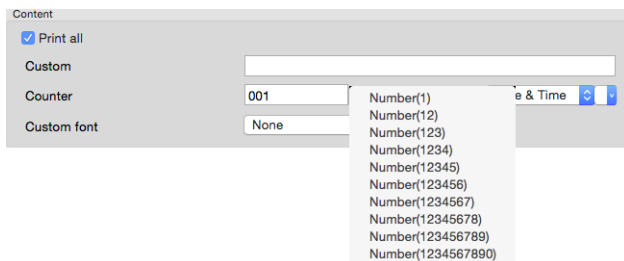 Content
Print all
Custom
Counter 001 e & Time
Custom font None
Number(1)
Number(12)
Number(123)
Number(1234)
Number(12345)
Number(123456)
Number(1234567)
Number(12345678)
Number(123456789)
Number(1234567890)